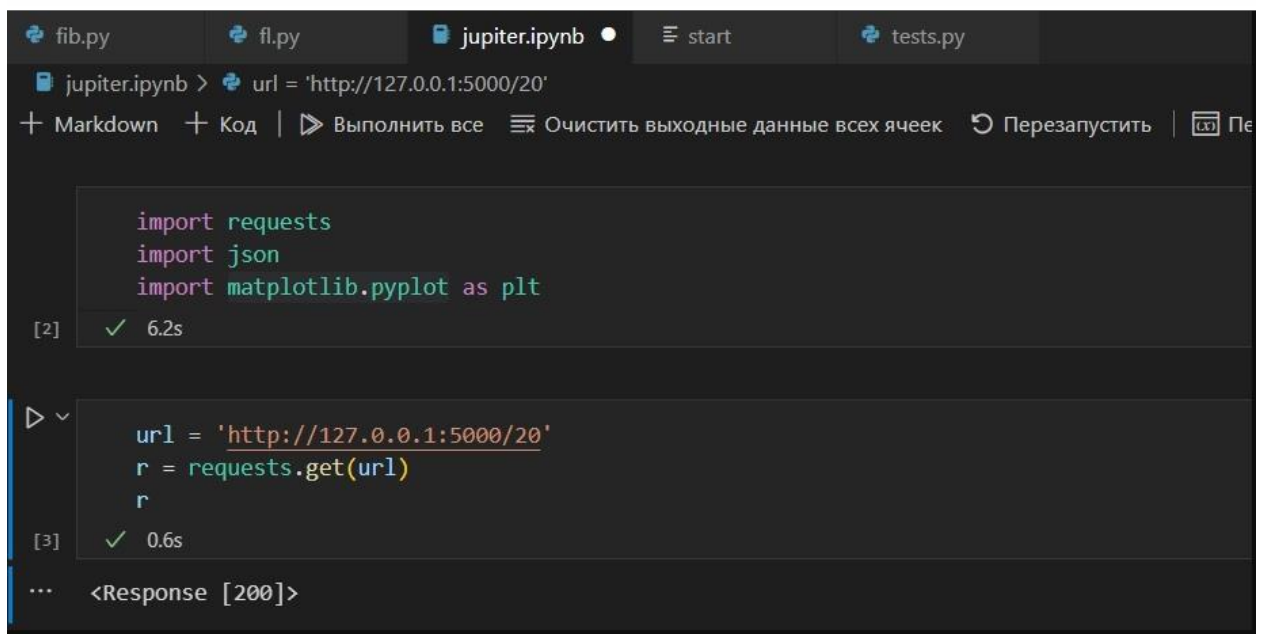 fib.py fl.py jupiter.ipynb start tests.py
jupiter.ipynb > url = 'http://127.0.0.1:5000/20'
+ Markdown + Код | Выполнить все Очистить выходные данные всех ячеек Перезапустить | Пе
import requests
import json
import matplotlib.pyplot as plt
[2] ✓ 6.2s
url = 'http://127.0.0.1:5000/20'
r = requests.get(url)
r
[3] ✓ 0.6s
... <Response [200]>